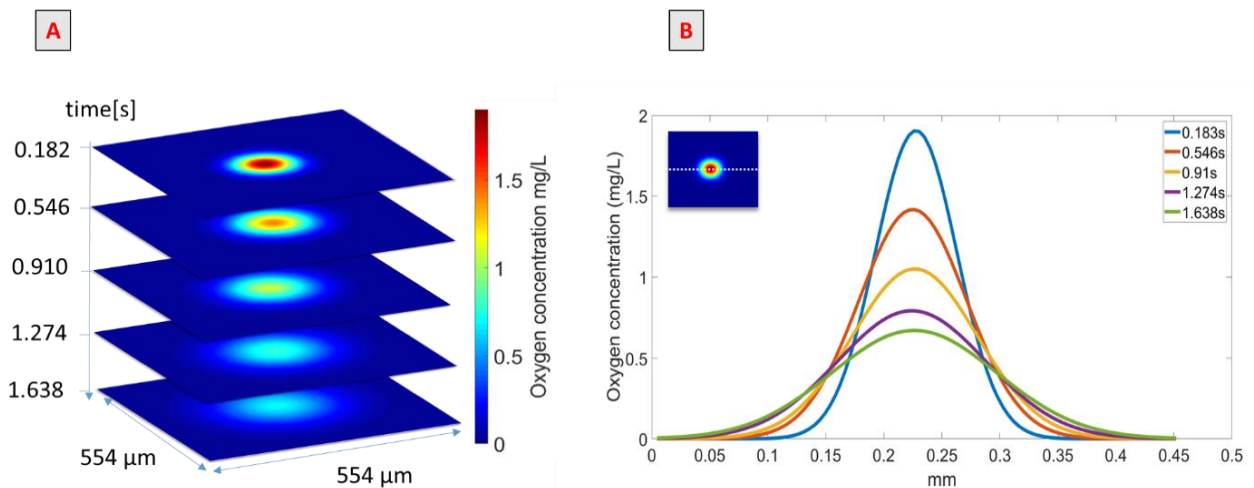 A
time[s]
0.182
0.546
0.910
1.274
1.638
554 µm
554 µm
1.5
1
0.5
0
Oxygen concentration mg/L
B
2
1.5
1
0.5
0
Oxygen concentration (mg/L)
0 0.05 0.1 0.15 0.2 0.25 0.3 0.35 0.4 0.45 0.5
mm
0.183s
0.546s
0.91s
1.274s
1.638s